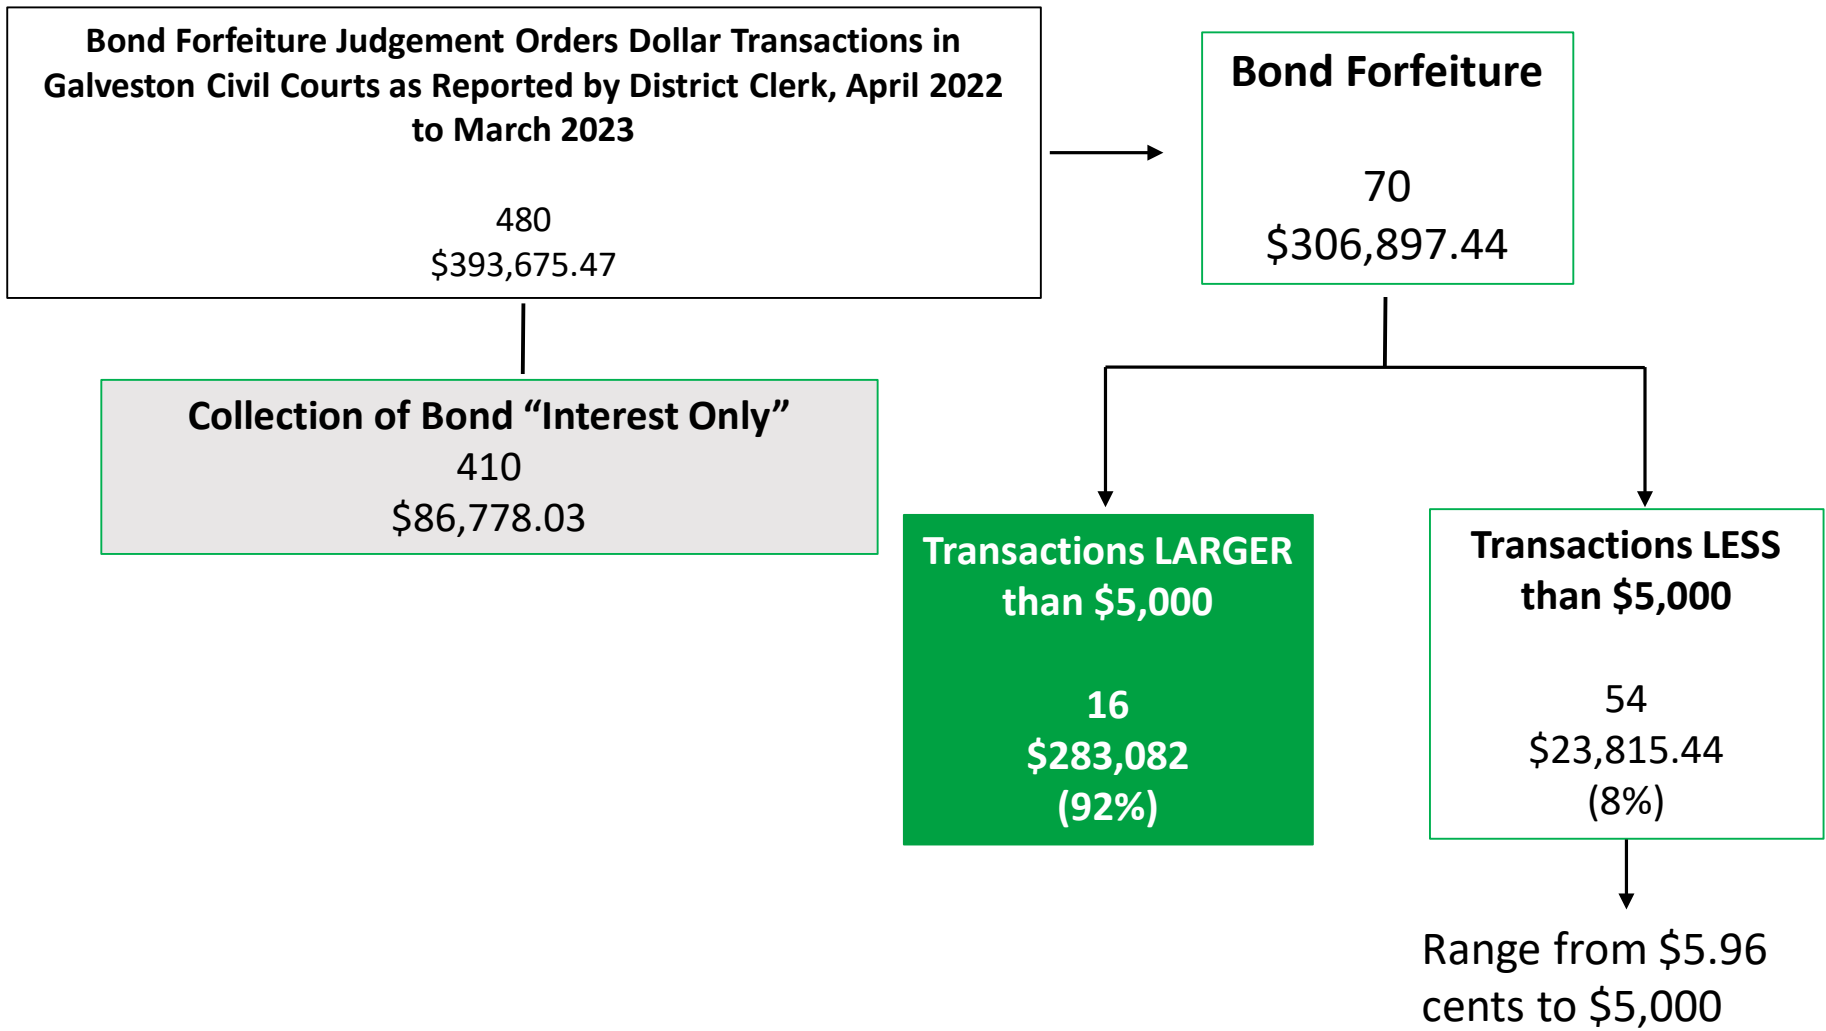 Bond Forfeiture Judgement Orders Dollar Transactions in
Galveston Civil Courts as Reported by District Clerk, April 2022
to March 2023
480
$393,675.47
Bond Forfeiture
70
$306,897.44
Collection of Bond “Interest Only”
410
$86,778.03
Transactions LARGER
than $5,000
16
$283,082
(92%)
Transactions LESS
than $5,000
54
$23,815.44
(8%)
Range from $5.96
cents to $5,000